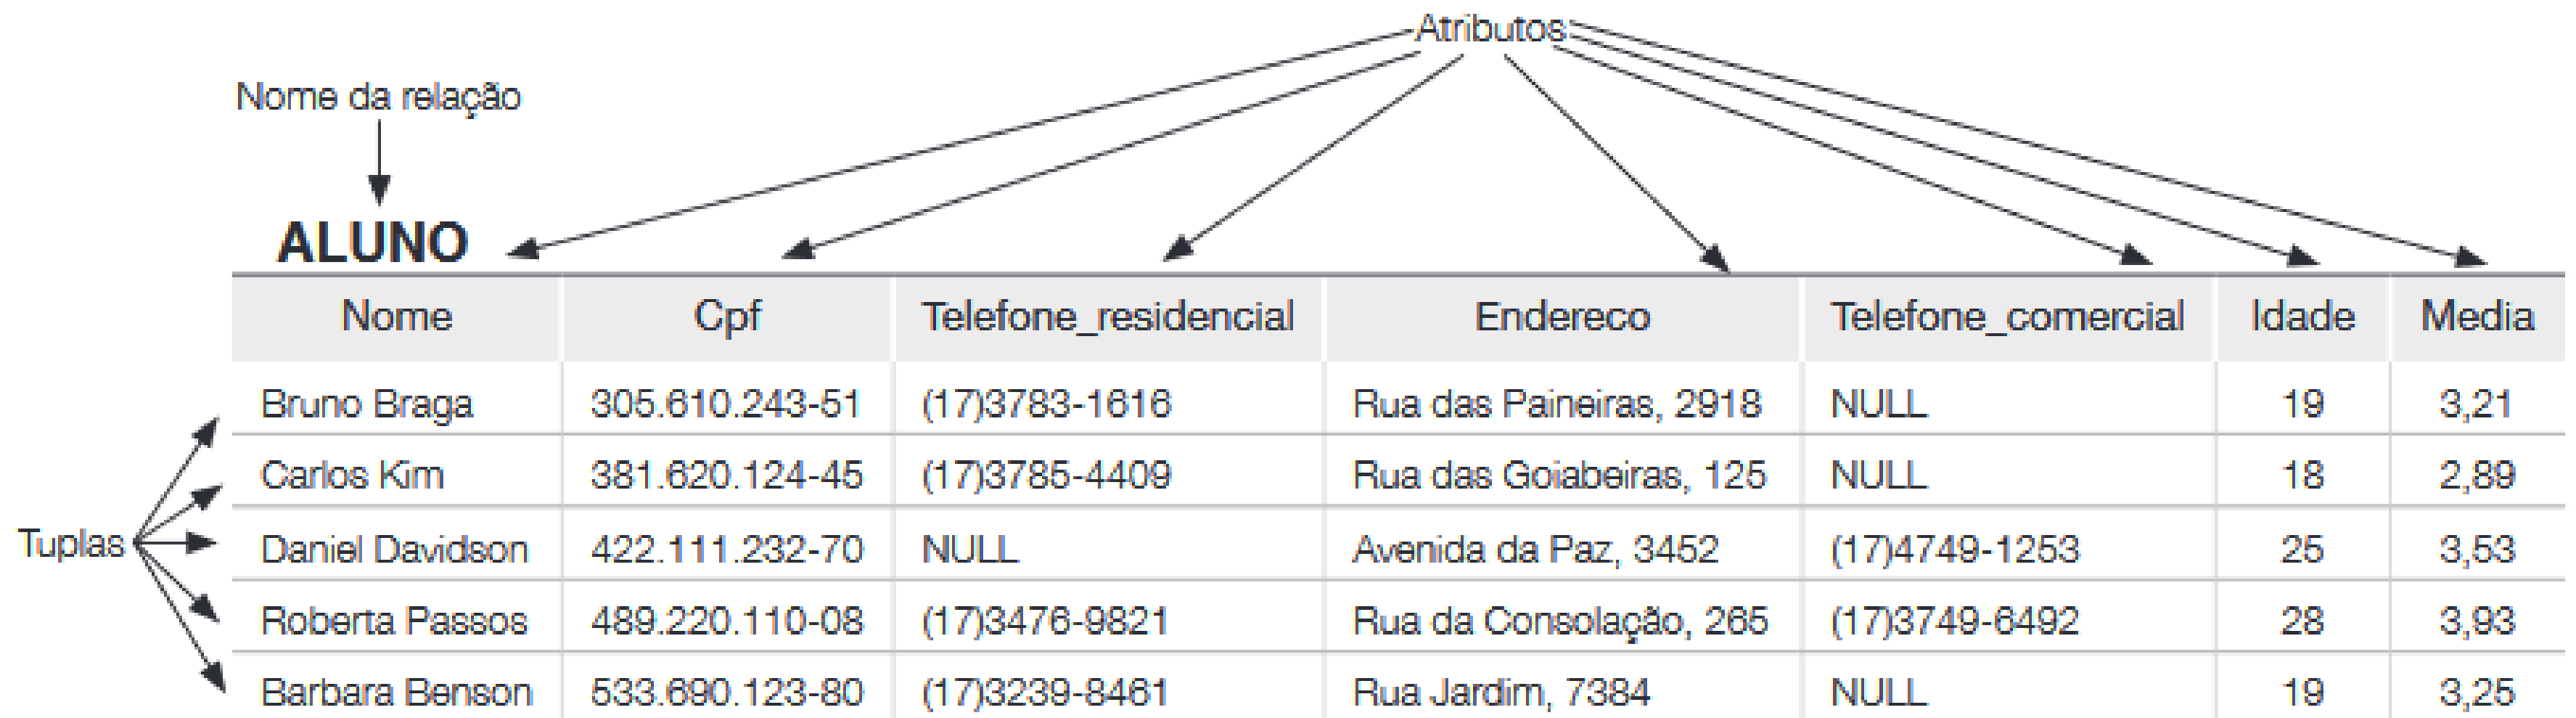 Atributos
Nome da relação
ALUNO
Nome Cpf Telefone_residencial Endereco Telefone_comercial Idade Media
Bruno Braga 305.610.243-51 (17)3783-1616 Rua das Paineiras, 2918 NULL 19 3,21
Carlos Kim 381.620.124-45 (17)3785-4409 Rua das Goiabeiras, 125 NULL 18 2,89
Tuplas Daniel Davidson 422.111.232-70 NULL Avenida da Paz, 3452 (17)4749-1253 25 3,53
Roberta Passos 489.220.110-08 (17)3476-9821 Rua da Consolação, 265 (17)3749-6492 28 3,93
Barbara Benson 533.690.123-80 (17)3239-8461 Rua Jardim, 7384 NULL 19 3,25